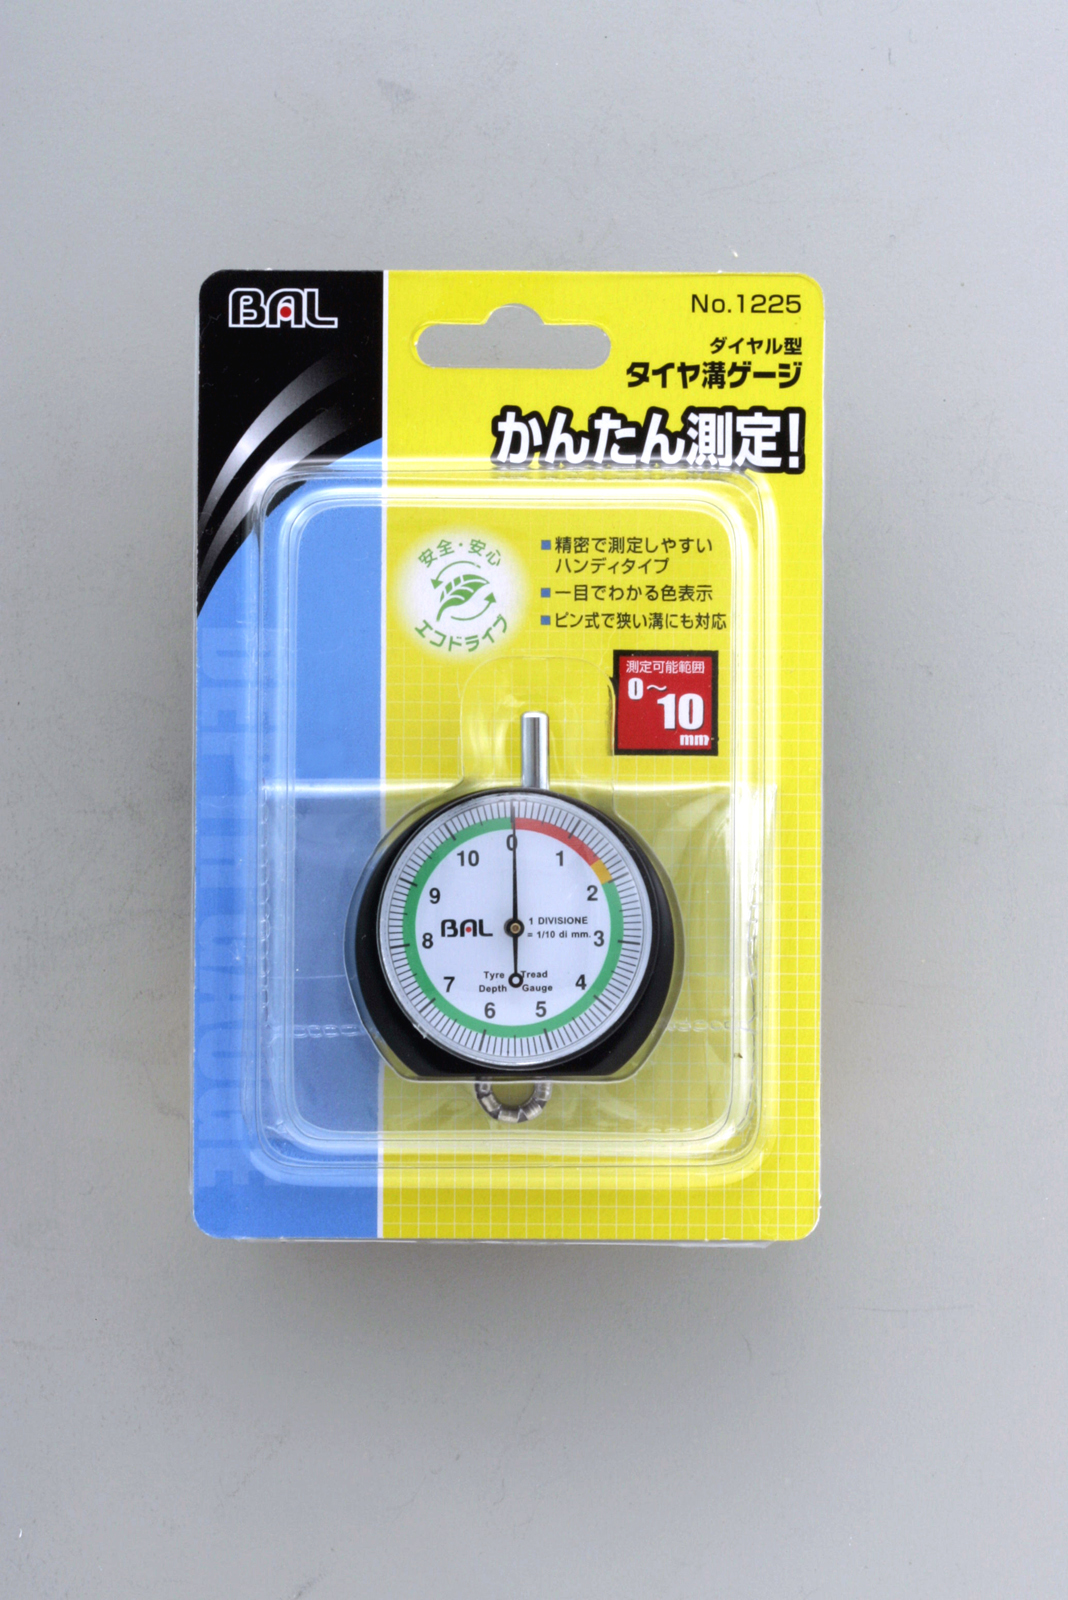 BAL
No.1225
ダイヤル型
タイヤ溝ゲージ
かんたん測定!
安全・安心
エコドライブ
■精密で測定しやすい
ハンディタイプ
■一目でわかる色表示
■ピン式で狭い溝にも対応
測定可能範囲
0～10mm
DEPTH GAUGE
0
1
2
3
4
5
6
7
8
9
10
BAL
1 DIVISIONE
= 1/10 di mm.
Tyre Tread
Depth Gauge